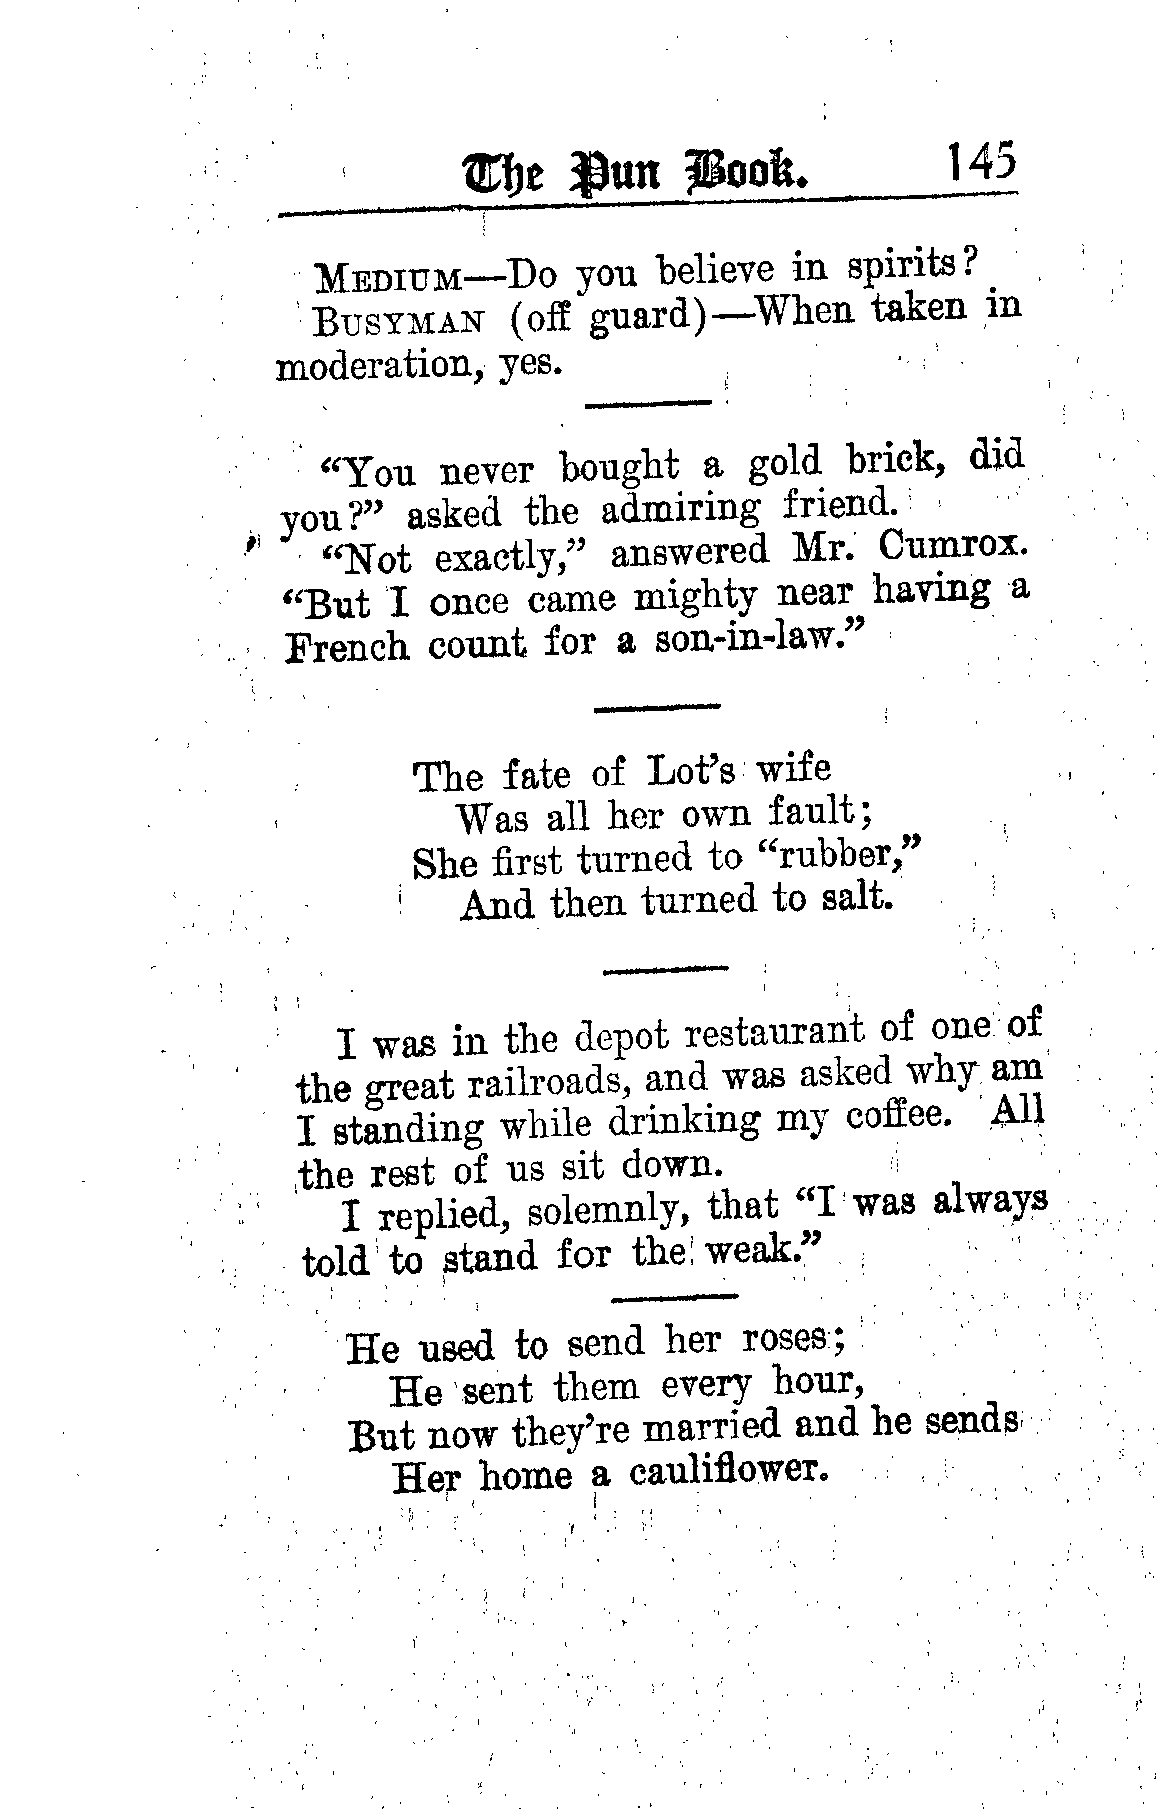 The Pun Book. 145
MEDIUM—Do you believe in spirits?
BUSYMAN (off guard)—When taken in
moderation, yes.
“You never bought a gold brick, did
you?” asked the admiring friend.
“Not exactly,” answered Mr. Cumrox.
“But I once came mighty near having a
French count for a son-in-law.”
The fate of Lot’s wife
Was all her own fault;
She first turned to “rubber,”
And then turned to salt.
I was in the depot restaurant of one of
the great railroads, and was asked why am
I standing while drinking my coffee. All
the rest of us sit down.
I replied, solemnly, that “I was always
told to stand for the weak.”
He used to send her roses;
He sent them every hour,
But now they’re married and he sends
Her home a cauliflower.